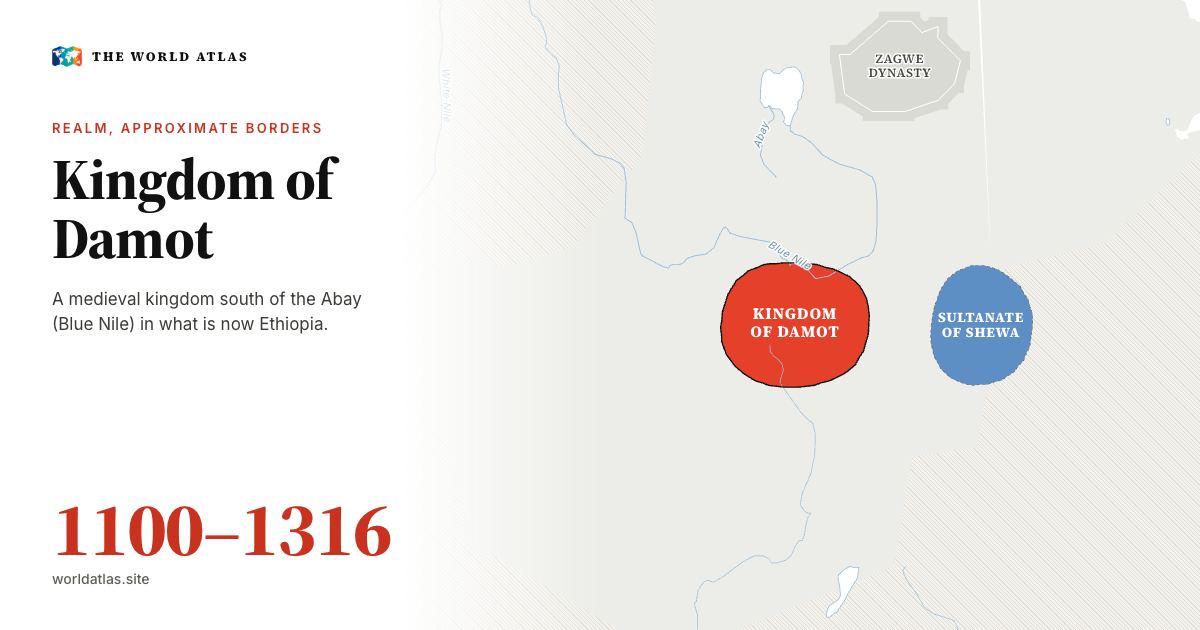 THE WORLD ATLAS
REALM, APPROXIMATE BORDERS
Kingdom of
Damot
A medieval kingdom south of the Abay
(Blue Nile) in what is now Ethiopia.
1100–1316
worldatlas.site
White Nile
ZAGWE
DYNASTY
Abay
Blue Nile
KINGDOM
OF DAMOT
SULTANATE
OF SHEWA